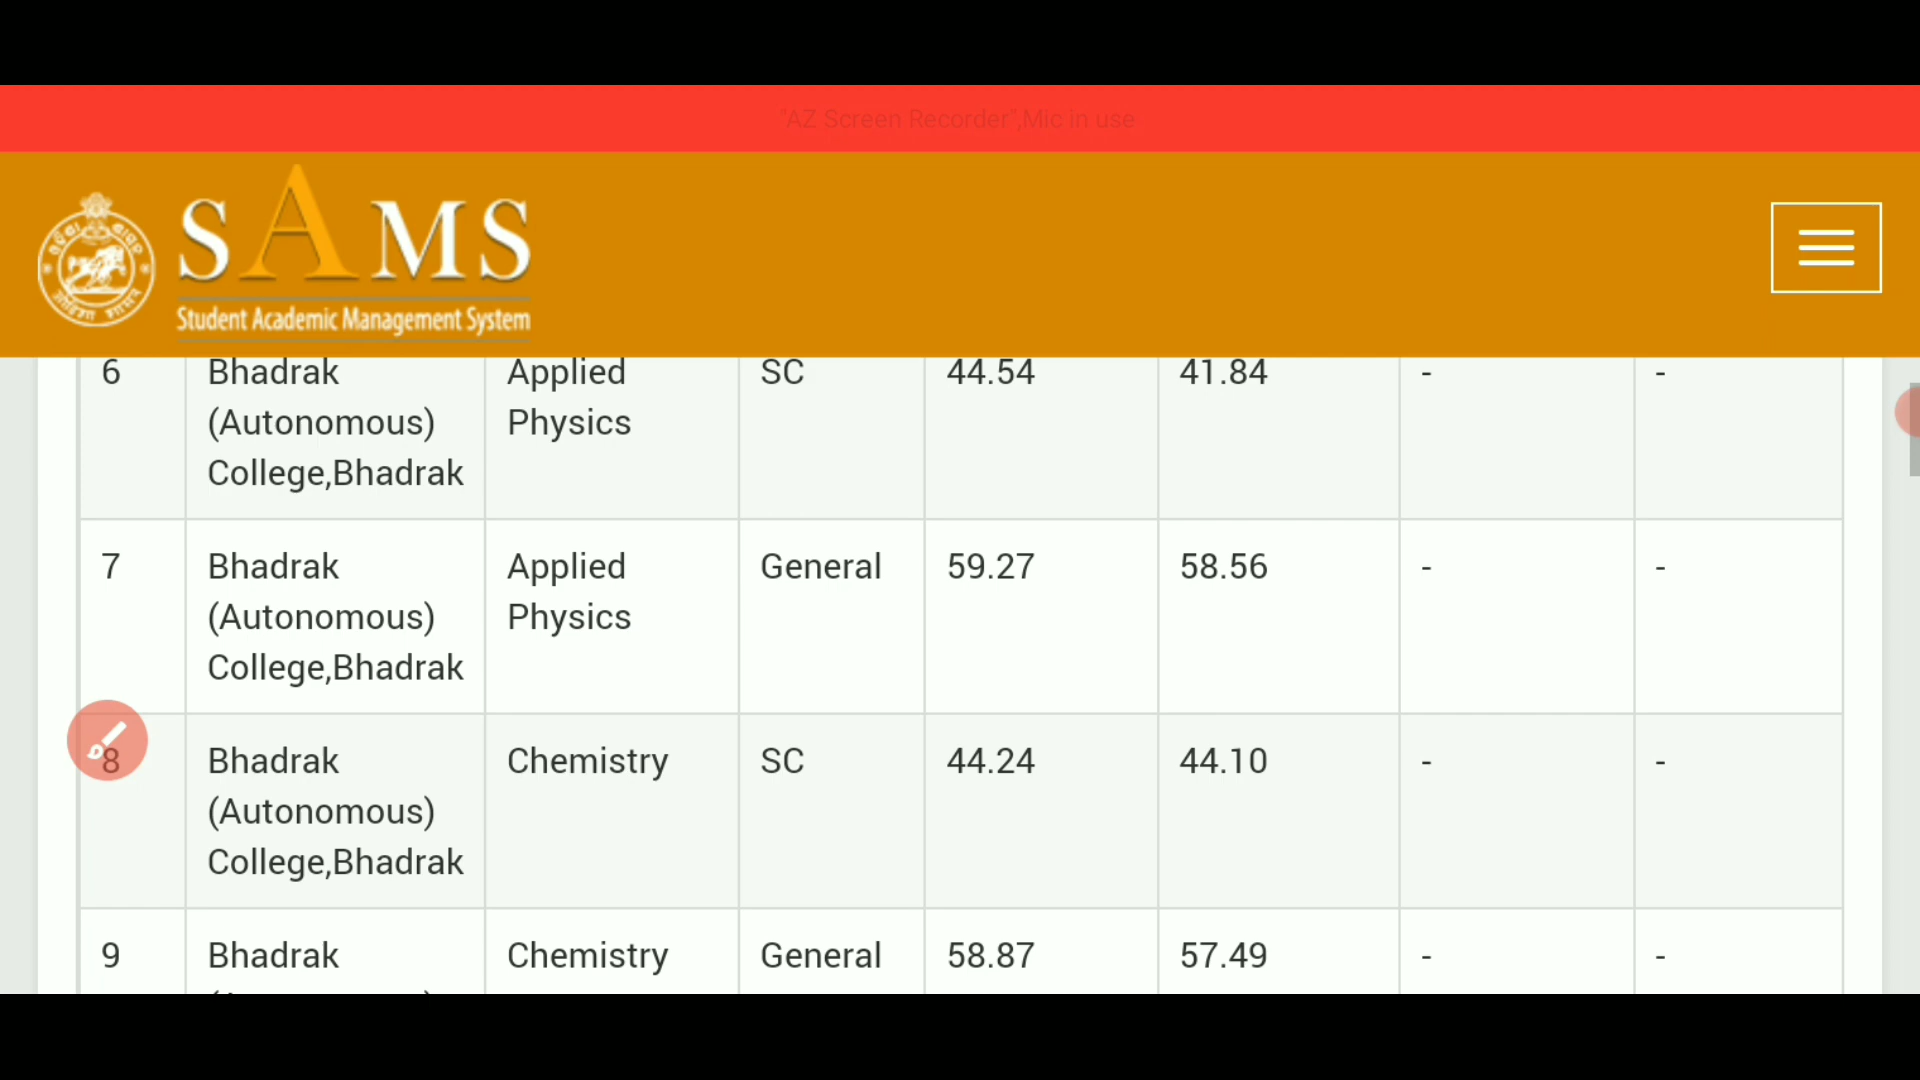 "AZ Screen Recorder",Mic in use
SAMS
Student Academic Management System
6 Bhadrak Applied SC 44.54 41.84 - -
(Autonomous) Physics
College,Bhadrak
7 Bhadrak Applied General 59.27 58.56 - -
(Autonomous) Physics
College,Bhadrak
8 Bhadrak Chemistry SC 44.24 44.10 - -
(Autonomous)
College,Bhadrak
9 Bhadrak Chemistry General 58.87 57.49 - -